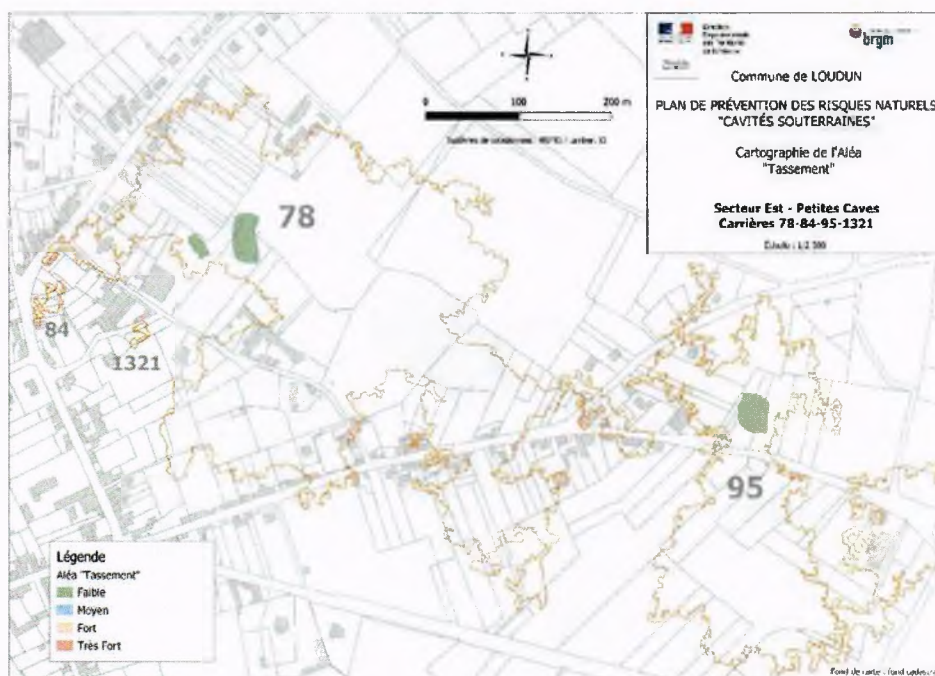 brgm
Commune de LOUDUN
PLAN DE PRÉVENTION DES RISQUES NATURELS
"CAVITÉS SOUTERRAINES"
Cartographie de l'Aléa
"Tassement"
Secteur Est - Petites Caves
Carrières 78-84-95-1321
0 100 200 m
78
84
1321
95
Légende
Aléa "Tassement"
Faible
Moyen
Fort
Très Fort